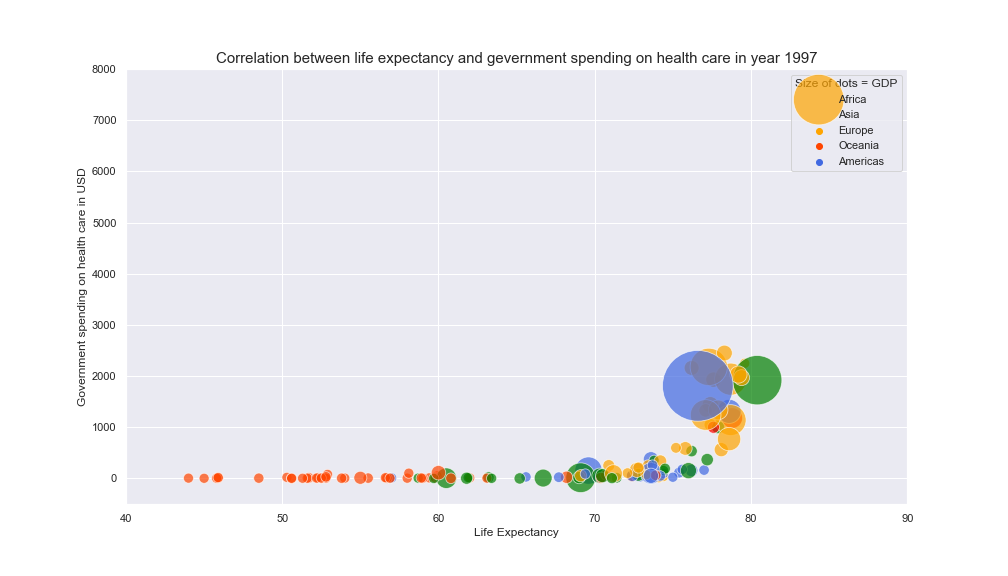 Correlation between life expectancy and gevernment spending on health care in year 1997
8000
7000
6000
5000
4000
3000
2000
1000
0
Government spending on health care in USD
Size of dots = GDP
Africa
Asia
Europe
Oceania
Americas
40 50 60 70 80 90
Life Expectancy